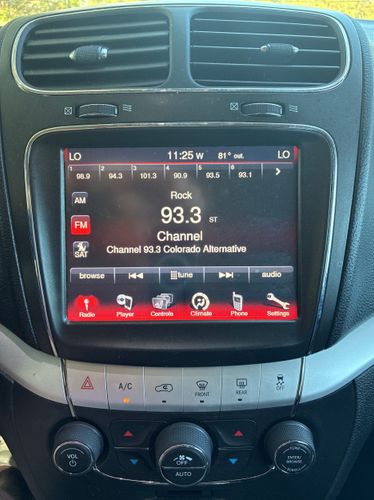 LO 11:25 W 81° out. LO
1 2 3 4 5 6
98.9 94.3 101.3 90.9 93.5 93.1 >
AM
Rock
FM
93.3 ST
SAT
Channel
Channel 93.3 Colorado Alternative
browse tune audio
Radio Player Controls Climate Phone Settings
A/C FRONT REAR OFF
VOL OFF ENTER/
BROWSE
AUTO